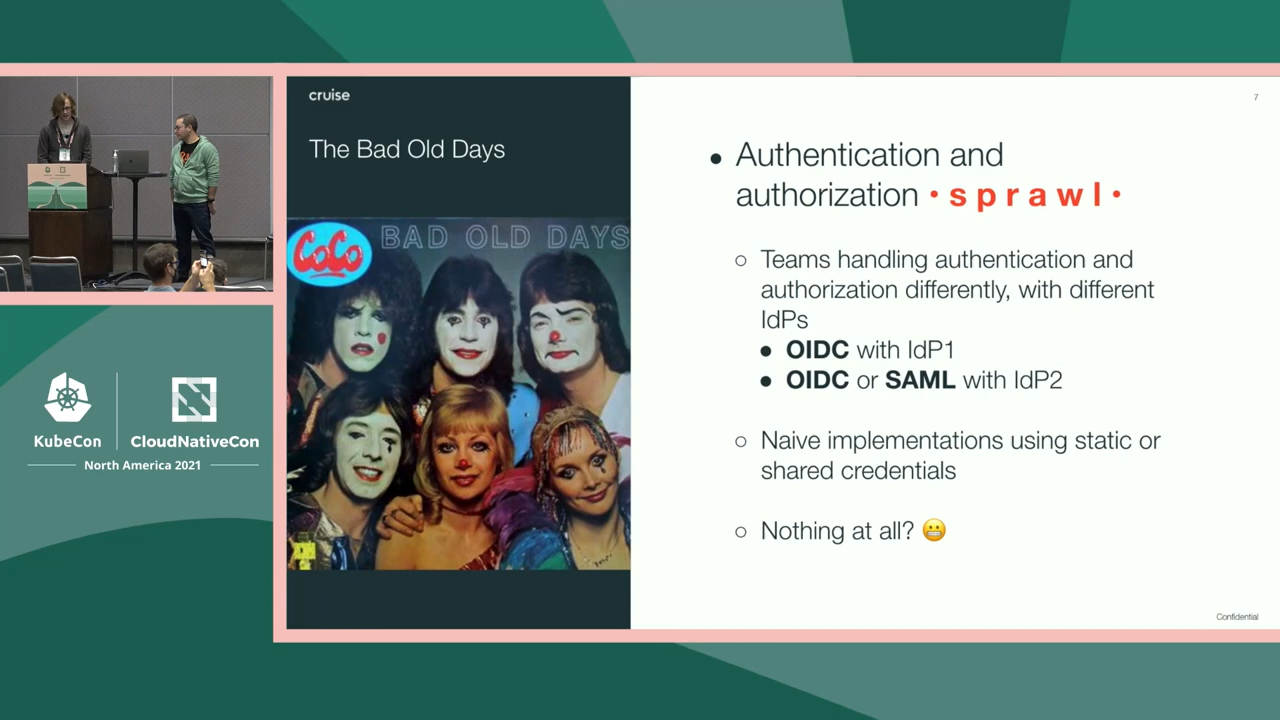 cruise
The Bad Old Days
CoCo
BAD OLD DAYS
7
● Authentication and
authorization • s p r a w l •
○ Teams handling authentication and
authorization differently, with different
IdPs
● OIDC with IdP1
● OIDC or SAML with IdP2
○ Naive implementations using static or
shared credentials
○ Nothing at all? 😬
Confidential
KubeCon
CloudNativeCon
North America 2021